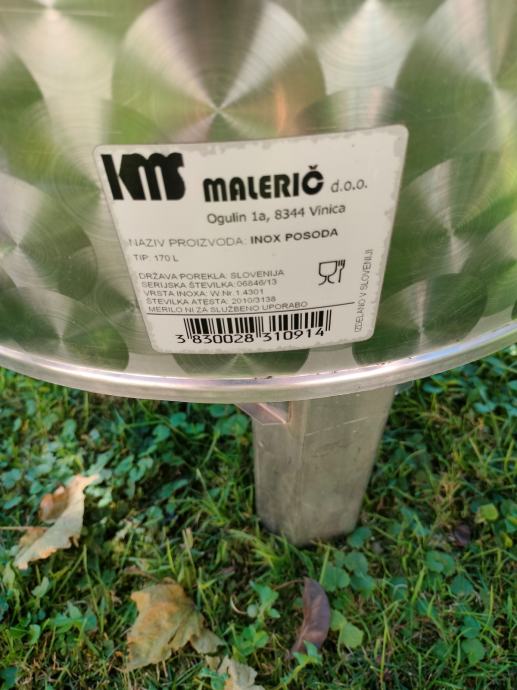 KMS MALERIČ d.o.o.
Ogulin 1a, 8344 Vinica
NAZIV PROIZVODA: INOX POSODA
TIP: 170 L
DRŽAVA POREKLA: SLOVENIJA
SERIJSKA ŠTEVILKA:06846/13
VRSTA INOXA: W.Nr.1.4301
ŠTEVILKA ATESTA: 2010/3138
MERILO NI ZA SLUŽBENO UPORABO
IZDELANO V SLOVENIJI
3 830028 310914